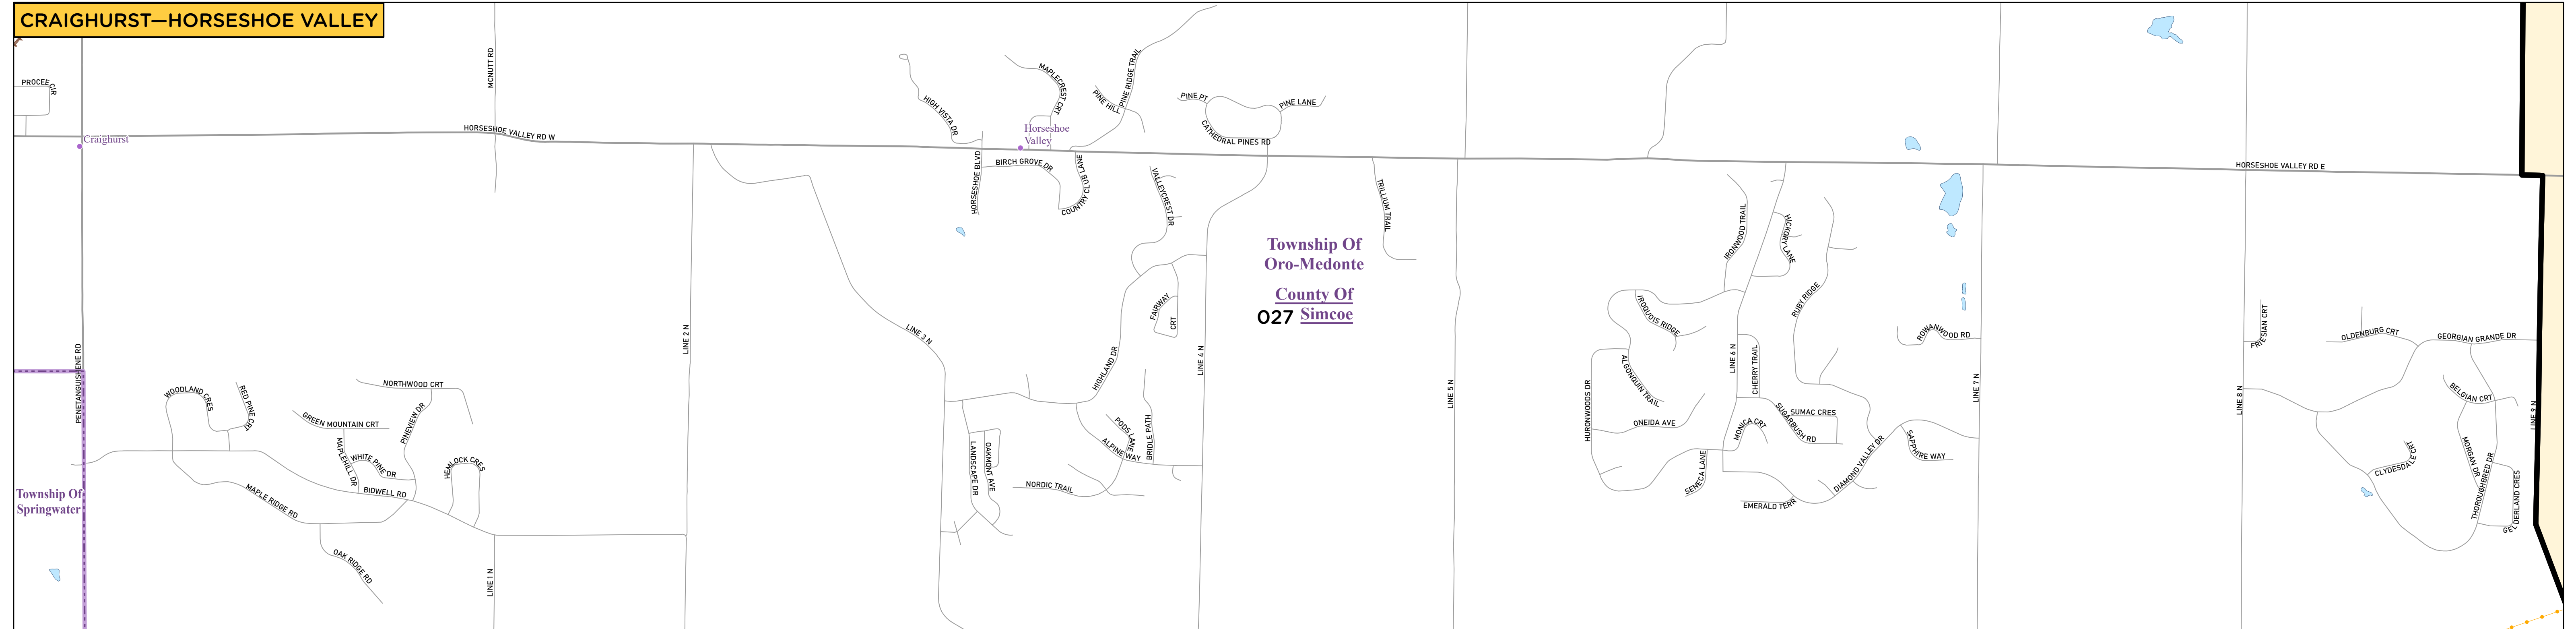 CRAIGHURST—HORSESHOE VALLEY
PROCEE CIR
MCNUTT RD
HIGH VISTA DR
MAPLECREST CRT
PINE HILL
PINE RIDGE TRAIL
PINE PT
PINE LANE
CATHEDRAL PINES RD
Craighurst
HORSESHOE VALLEY RD W
Horseshoe
Valley
HORSESHOE VALLEY RD E
HORSESHOE BLVD
BIRCH GROVE DR
COUNTRY CLUB LANE
VALLEYCREST DR
TRILLIUM TRAIL
Township Of
Oro-Medonte
County Of
027 Simcoe
IRONWOOD TRAIL
HICKORY LANE
RUBY RIDGE
IROQUOIS RIDGE
FAIRWAY
CRT
LINE 2 N
LINE 3 N
HIGHLAND DR
LINE 4 N
LINE 5 N
LINE 6 N
CHERRY TRAIL
LINE 7 N
ROWANWOOD RD
FRIESIAN CRT
OLDENBURG CRT
GEORGIAN GRANDE DR
PENETANGUISHENE RD
WOODLAND CRES
RED PINE CRT
NORTHWOOD CRT
GREEN MOUNTAIN CRT
PINEVIEW DR
MAPLEHILL DR
WHITE PINE DR
HEMLOCK CRES
BIDWELL RD
MAPLE RIDGE RD
OAK RIDGE RD
LINE 1 N
Township Of
Springwater
LANDSCAPE DR
OAKMONT AVE
NORDIC TRAIL
PODS LANE
ALPINE WAY
BRIDLE PATH
HURONWOODS DR
ALGONQUIN TRAIL
ONEIDA AVE
SENECA LANE
MONICA CRT
SUGARBUSH RD
SUMAC CRES
EMERALD TERR
DIAMOND VALLEY DR
SAPPHIRE WAY
LINE 8 N
BELGIAN CRT
LINE 9 N
CLYDESDALE CRT
MORGAN DR
THOROUGHBRED DR
GELDERLAND CRES